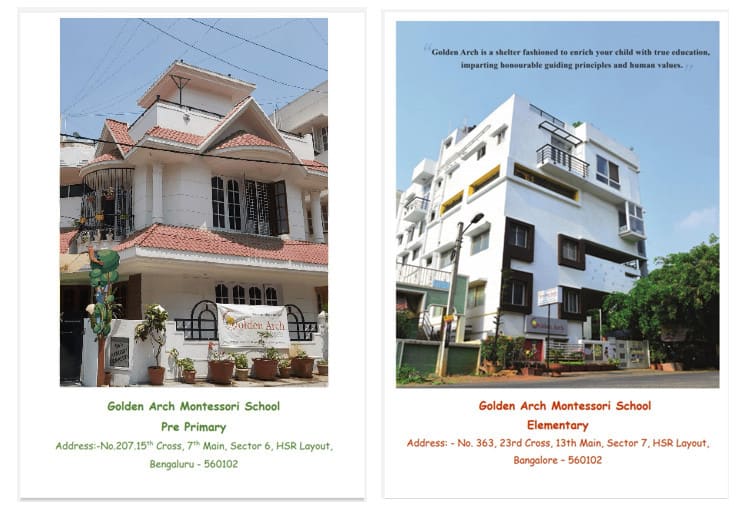 Golden Arch
Golden Arch Montessori School
Pre Primary
Address:-No.207.15th Cross, 7th Main, Sector 6, HSR Layout,
Bengaluru - 560102
“Golden Arch is a shelter fashioned to enrich your child with true education,
imparting honourable guiding principles and human values.”
Golden Arch
Golden Arch Montessori School
Elementary
Address: - No. 363, 23rd Cross, 13th Main, Sector 7, HSR Layout,
Bangalore – 560102